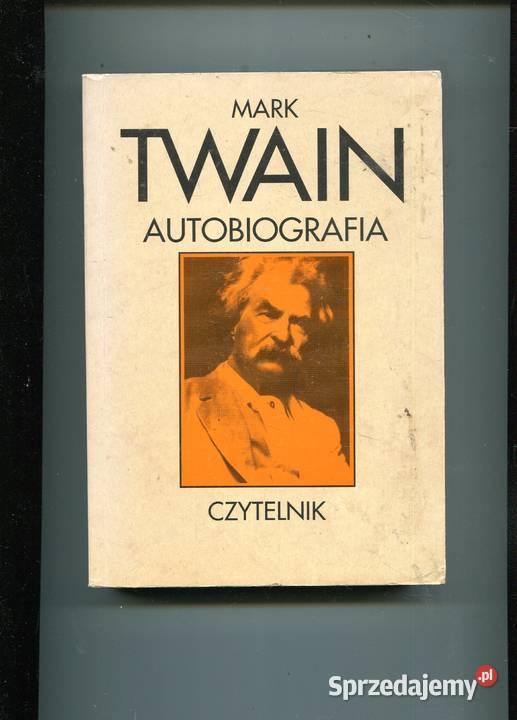 MARK
TWAIN
AUTOBIOGRAFIA
CZYTELNIK
Sprzedajemy.pl